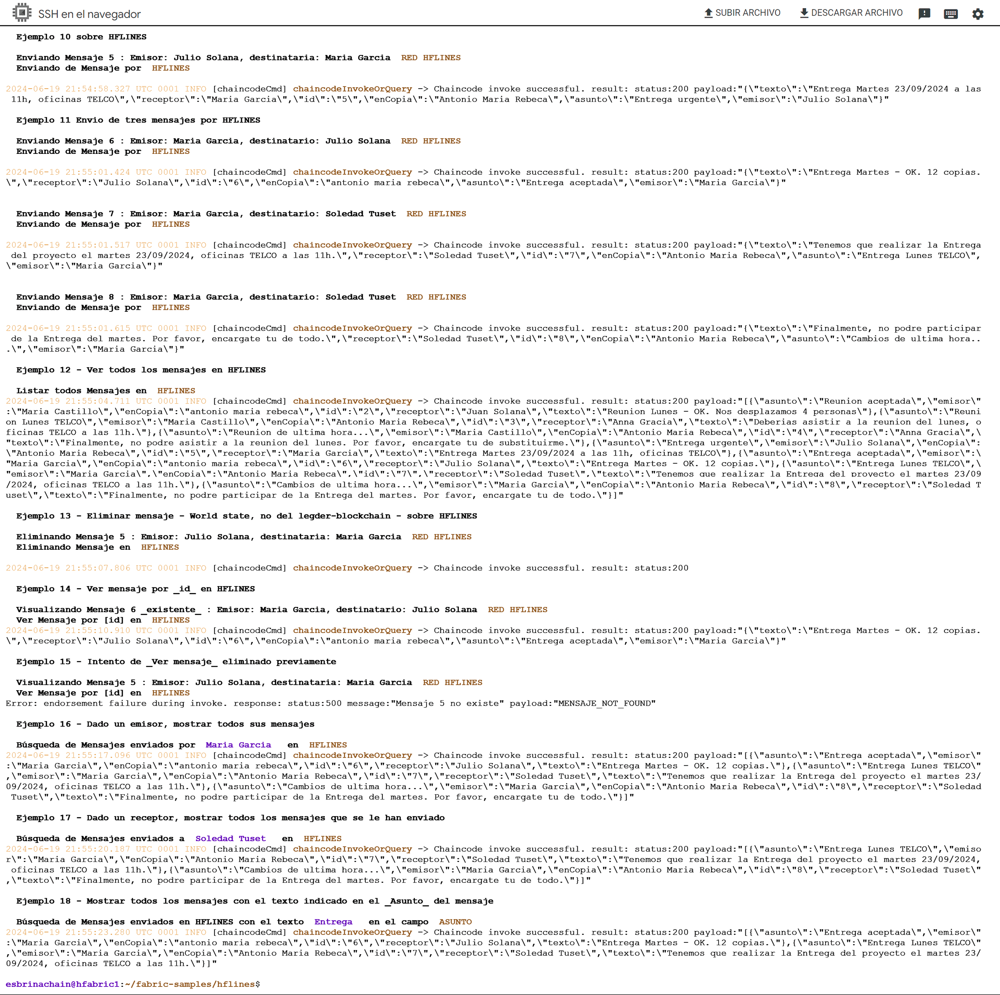 SSH en el navegador
SUBIR ARCHIVO
DESCARGAR ARCHIVO
Ejemplo 10 sobre HFLINES
Enviando Mensaje 5 : Emisor: Julio Solana, destinataria: Maria Garcia  RED HFLINES
Enviando de Mensaje por  HFLINES
2024-06-19 21:54:58.327 UTC 0001 INFO [chaincodeCmd] chaincodeInvokeOrQuery -> Chaincode invoke successful. result: status:200 payload:"{\"texto\":\"Entrega Martes 23/09/2024 a las
 11h, oficinas TELCO\",\"receptor\":\"Maria Garcia\",\"id\":\"5\",\"enCopia\":\"Antonio Maria Rebeca\",\"asunto\":\"Entrega urgente\",\"emisor\":\"Julio Solana\"}"
Ejemplo 11 Envio de tres mensajes por HFLINES
Enviando Mensaje 6 : Emisor: Maria Garcia, destinatario: Julio Solana  RED HFLINES
Enviando de Mensaje por  HFLINES
2024-06-19 21:55:01.424 UTC 0001 INFO [chaincodeCmd] chaincodeInvokeOrQuery -> Chaincode invoke successful. result: status:200 payload:"{\"texto\":\"Entrega Martes - OK. 12 copias.
\",\"receptor\":\"Julio Solana\",\"id\":\"6\",\"enCopia\":\"antonio maria rebeca\",\"asunto\":\"Entrega aceptada\",\"emisor\":\"Maria Garcia\"}"
Enviando Mensaje 7 : Emisor: Maria Garcia, destinatario: Soledad Tuset  RED HFLINES
Enviando de Mensaje por  HFLINES
2024-06-19 21:55:01.517 UTC 0001 INFO [chaincodeCmd] chaincodeInvokeOrQuery -> Chaincode invoke successful. result: status:200 payload:"{\"texto\":\"Tenemos que realizar la Entrega
 del proyecto el martes 23/09/2024, oficinas TELCO a las 11h.\",\"receptor\":\"Soledad Tuset\",\"id\":\"7\",\"enCopia\":\"Antonio Maria Rebeca\",\"asunto\":\"Entrega Lunes TELCO\",
\"emisor\":\"Maria Garcia\"}"
Enviando Mensaje 8 : Emisor: Maria Garcia, destinatario: Soledad Tuset  RED HFLINES
Enviando de Mensaje por  HFLINES
2024-06-19 21:55:01.615 UTC 0001 INFO [chaincodeCmd] chaincodeInvokeOrQuery -> Chaincode invoke successful. result: status:200 payload:"{\"texto\":\"Finalmente, no podre participar
 de la Entrega del martes. Por favor, encargate tu de todo.\",\"receptor\":\"Soledad Tuset\",\"id\":\"8\",\"enCopia\":\"Antonio Maria Rebeca\",\"asunto\":\"Cambios de ultima hora..
.\",\"emisor\":\"Maria Garcia\"}"
Ejemplo 12 - Ver todos los mensajes en HFLINES
Listar todos Mensajes en  HFLINES
2024-06-19 21:55:04.711 UTC 0001 INFO [chaincodeCmd] chaincodeInvokeOrQuery -> Chaincode invoke successful. result: status:200 payload:"[{\"asunto\":\"Reunion aceptada\",\"emisor\"
:\"Maria Castillo\",\"enCopia\":\"antonio maria rebeca\",\"id\":\"2\",\"receptor\":\"Juan Solana\",\"texto\":\"Reunion Lunes - OK. Nos desplazamos 4 personas\"},{\"asunto\":\"Reuni
on Lunes TELCO\",\"emisor\":\"Maria Castillo\",\"enCopia\":\"Antonio Maria Rebeca\",\"id\":\"3\",\"receptor\":\"Anna Gracia\",\"texto\":\"Deberias asistir a la reunion del lunes, o
ficinas TELCO a las 11h.\"},{\"asunto\":\"Reunion de ultima hora...\",\"emisor\":\"Maria Castillo\",\"enCopia\":\"Antonio Maria Rebeca\",\"id\":\"4\",\"receptor\":\"Anna Gracia\",\
"texto\":\"Finalmente, no podre asistir a la reunion del lunes. Por favor, encargate tu de substituirme.\"},{\"asunto\":\"Entrega urgente\",\"emisor\":\"Julio Solana\",\"enCopia\":
\"Antonio Maria Rebeca\",\"id\":\"5\",\"receptor\":\"Maria Garcia\",\"texto\":\"Entrega Martes 23/09/2024 a las 11h, oficinas TELCO\"},{\"asunto\":\"Entrega aceptada\",\"emisor\":\
"Maria Garcia\",\"enCopia\":\"antonio maria rebeca\",\"id\":\"6\",\"receptor\":\"Julio Solana\",\"texto\":\"Entrega Martes - OK. 12 copias.\"},{\"asunto\":\"Entrega Lunes TELCO\",\
"emisor\":\"Maria Garcia\",\"enCopia\":\"Antonio Maria Rebeca\",\"id\":\"7\",\"receptor\":\"Soledad Tuset\",\"texto\":\"Tenemos que realizar la Entrega del proyecto el martes 23/09
/2024, oficinas TELCO a las 11h.\"},{\"asunto\":\"Cambios de ultima hora...\",\"emisor\":\"Maria Garcia\",\"enCopia\":\"Antonio Maria Rebeca\",\"id\":\"8\",\"receptor\":\"Soledad T
uset\",\"texto\":\"Finalmente, no podre participar de la Entrega del martes. Por favor, encargate tu de todo.\"}]"
Ejemplo 13 - Eliminar mensaje - World state, no del legder-blockchain - sobre HFLINES
Eliminando Mensaje 5 : Emisor: Julio Solana, destinataria: Maria Garcia  RED HFLINES
Eliminando Mensaje en  HFLINES
2024-06-19 21:55:07.806 UTC 0001 INFO [chaincodeCmd] chaincodeInvokeOrQuery -> Chaincode invoke successful. result: status:200
Ejemplo 14 - Ver mensaje por _id_ en HFLINES
Visualizando Mensaje 6 _existente_ : Emisor: Maria Garcia, destinatario: Julio Solana  RED HFLINES
Ver Mensaje por [id] en  HFLINES
2024-06-19 21:55:10.910 UTC 0001 INFO [chaincodeCmd] chaincodeInvokeOrQuery -> Chaincode invoke successful. result: status:200 payload:"{\"texto\":\"Entrega Martes - OK. 12 copias.
\",\"receptor\":\"Julio Solana\",\"id\":\"6\",\"enCopia\":\"antonio maria rebeca\",\"asunto\":\"Entrega aceptada\",\"emisor\":\"Maria Garcia\"}"
Ejemplo 15 - Intento de _Ver mensaje_ eliminado previamente
Visualizando Mensaje 5 : Emisor: Julio Solana, destinataria: Maria Garcia  RED HFLINES
Ver Mensaje por [id] en  HFLINES
Error: endorsement failure during invoke. response: status:500 message:"Mensaje 5 no existe" payload:"MENSAJE_NOT_FOUND"
Ejemplo 16 - Dado un emisor, mostrar todos sus mensajes
Búsqueda de Mensajes enviados por  Maria Garcia   en  HFLINES
2024-06-19 21:55:17.096 UTC 0001 INFO [chaincodeCmd] chaincodeInvokeOrQuery -> Chaincode invoke successful. result: status:200 payload:"[{\"asunto\":\"Entrega aceptada\",\"emisor\"
:\"Maria Garcia\",\"enCopia\":\"antonio maria rebeca\",\"id\":\"6\",\"receptor\":\"Julio Solana\",\"texto\":\"Entrega Martes - OK. 12 copias.\"},{\"asunto\":\"Entrega Lunes TELCO\"
,\"emisor\":\"Maria Garcia\",\"enCopia\":\"Antonio Maria Rebeca\",\"id\":\"7\",\"receptor\":\"Soledad Tuset\",\"texto\":\"Tenemos que realizar la Entrega del proyecto el martes 23/
09/2024, oficinas TELCO a las 11h.\"},{\"asunto\":\"Cambios de ultima hora...\",\"emisor\":\"Maria Garcia\",\"enCopia\":\"Antonio Maria Rebeca\",\"id\":\"8\",\"receptor\":\"Soledad
 Tuset\",\"texto\":\"Finalmente, no podre participar de la Entrega del martes. Por favor, encargate tu de todo.\"}]"
Ejemplo 17 - Dado un receptor, mostrar todos los mensajes que se le han enviado
Búsqueda de Mensajes enviados a  Soledad Tuset   en  HFLINES
2024-06-19 21:55:20.187 UTC 0001 INFO [chaincodeCmd] chaincodeInvokeOrQuery -> Chaincode invoke successful. result: status:200 payload:"[{\"asunto\":\"Entrega Lunes TELCO\",\"emiso
r\":\"Maria Garcia\",\"enCopia\":\"Antonio Maria Rebeca\",\"id\":\"7\",\"receptor\":\"Soledad Tuset\",\"texto\":\"Tenemos que realizar la Entrega del proyecto el martes 23/09/2024,
 oficinas TELCO a las 11h.\"},{\"asunto\":\"Cambios de ultima hora...\",\"emisor\":\"Maria Garcia\",\"enCopia\":\"Antonio Maria Rebeca\",\"id\":\"8\",\"receptor\":\"Soledad Tuset\"
,\"texto\":\"Finalmente, no podre participar de la Entrega del martes. Por favor, encargate tu de todo.\"}]"
Ejemplo 18 - Mostrar todos los mensajes con el texto indicado en el _Asunto_ del mensaje
Búsqueda de Mensajes enviados en HFLINES con el texto  Entrega   en el campo  ASUNTO
2024-06-19 21:55:23.280 UTC 0001 INFO [chaincodeCmd] chaincodeInvokeOrQuery -> Chaincode invoke successful. result: status:200 payload:"[{\"asunto\":\"Entrega aceptada\",\"emisor\"
:\"Maria Garcia\",\"enCopia\":\"antonio maria rebeca\",\"id\":\"6\",\"receptor\":\"Julio Solana\",\"texto\":\"Entrega Martes - OK. 12 copias.\"},{\"asunto\":\"Entrega Lunes TELCO\"
,\"emisor\":\"Maria Garcia\",\"enCopia\":\"Antonio Maria Rebeca\",\"id\":\"7\",\"receptor\":\"Soledad Tuset\",\"texto\":\"Tenemos que realizar la Entrega del proyecto el martes 23/
09/2024, oficinas TELCO a las 11h.\"}]"
esbrinachain@hfabric1:~/fabric-samples/hflines$